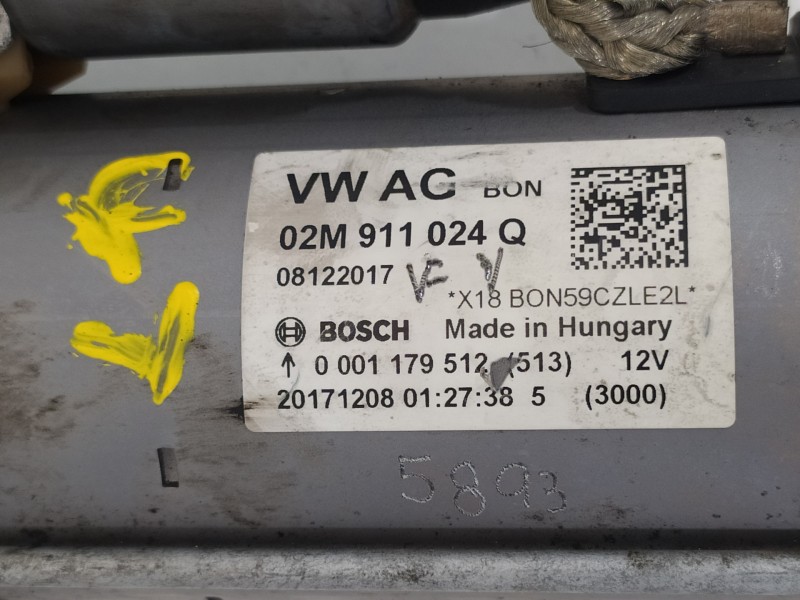 VW AG BON
02M 911 024 Q
08122017
V F Y
*X18 BON59CZLE2L*
BOSCH Made in Hungary
↑ 0 001 179 512 (513) 12V
20171208 01:27:38 5 (3000)
5893